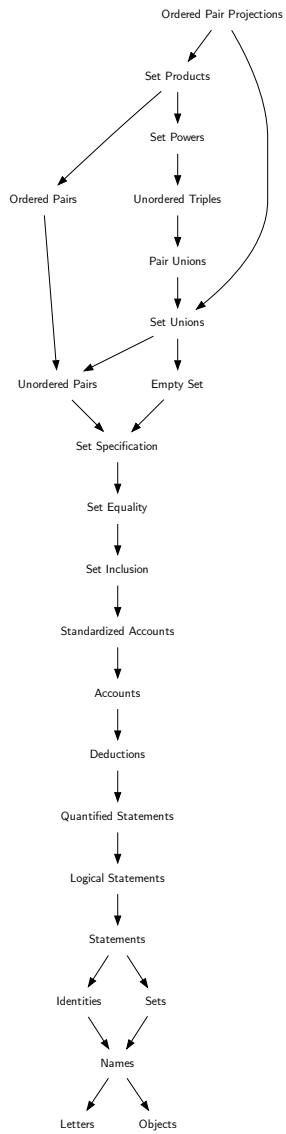 Ordered Pair Projections
Set Products
Set Powers
Ordered Pairs
Unordered Triples
Pair Unions
Set Unions
Unordered Pairs
Empty Set
Set Specification
Set Equality
Set Inclusion
Standardized Accounts
Accounts
Deductions
Quantified Statements
Logical Statements
Statements
Identities
Sets
Names
Letters
Objects